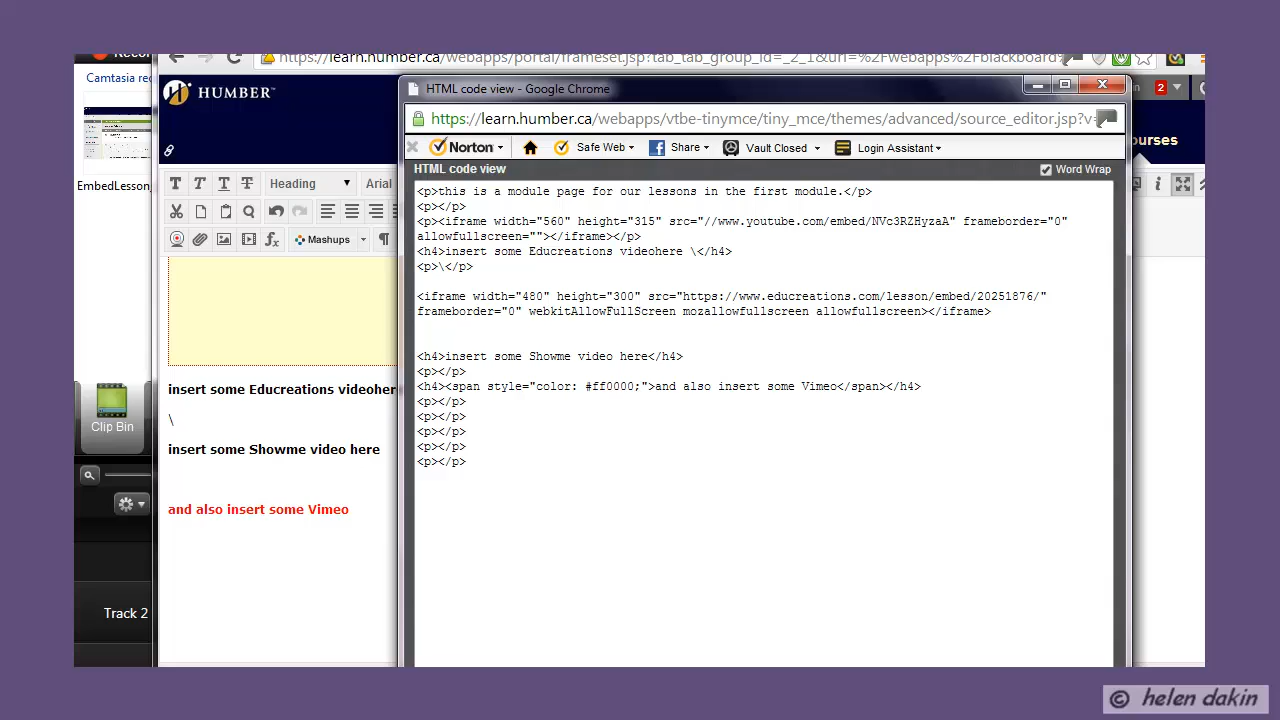 Camtasia rec
https://learn.humber.ca/webapps/portal/frameset.jsp?tab_tab_group_id=_2_1&url=%2Fwebapps%2Fblackboard%
HUMBER™
HTML code view - Google Chrome
2
https://learn.humber.ca/webapps/vtbe-tinymce/tiny_mce/themes/advanced/source_editor.jsp?v=
Norton Safe Web Share Vault Closed Login Assistant
ourses
HTML code view
Word Wrap
EmbedLesson_
T T T T Heading Arial
Mashups
<p>this is a module page for our lessons in the first module.</p>
<p></p>
<p><iframe width="560" height="315" src="//www.youtube.com/embed/NVc3RZHyzaA" frameborder="0"
allowfullscreen=""></iframe></p>
<h4>insert some Educreations videohere \</h4>
<p>\</p>
<iframe width="480" height="300" src="https://www.educreations.com/lesson/embed/20251876/"
frameborder="0" webkitAllowFullScreen mozallowfullscreen allowfullscreen></iframe>
<h4>insert some Showme video here</h4>
<p></p>
<h4><span style="color: #ff0000;">and also insert some Vimeo</span></h4>
<p></p>
<p></p>
<p></p>
<p></p>
<p></p>
insert some Educreations videoher
\
insert some Showme video here
and also insert some Vimeo
Clip Bin
Track 2
© helen dakin